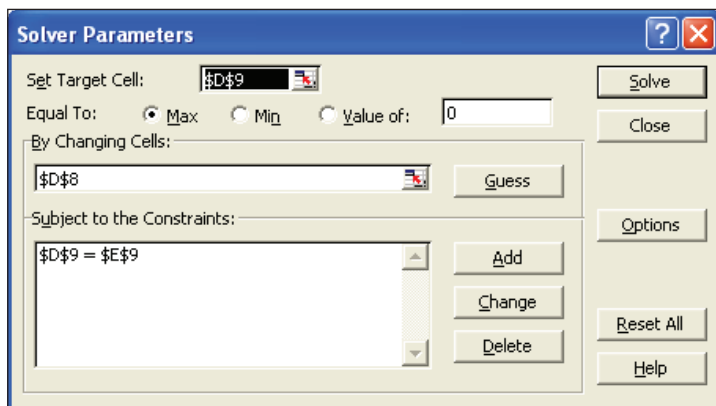 Solver Parameters
Set Target Cell: $D$9 Solve
Equal To: Max Min Value of: 0 Close
By Changing Cells:
$D$8 Guess
Subject to the Constraints: Options
$D$9 = $E$9 Add
Change
Reset All
Delete
Help